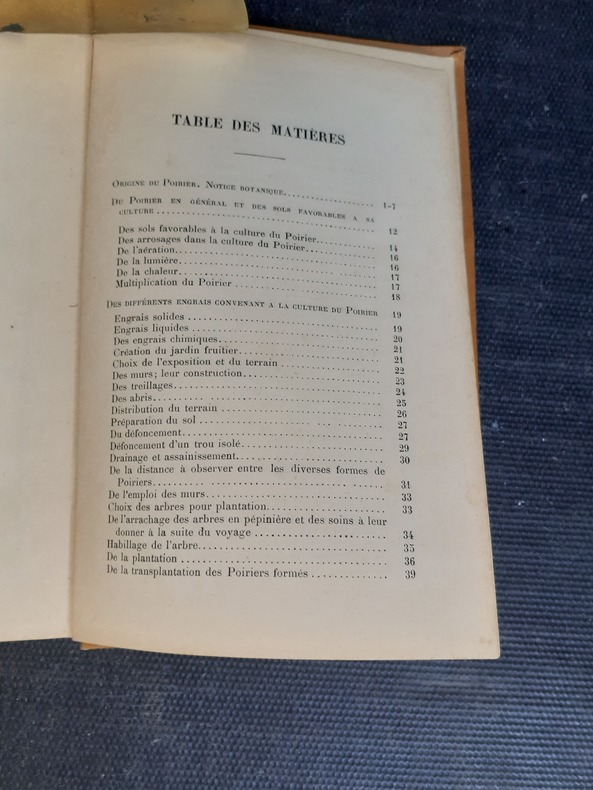 TABLE DES MATIÈRES
ORIGINE DU POIRIER. NOTICE BOTANIQUE.................... 1-7
DU POIRIER EN GÉNÉRAL ET DES SOLS FAVORABLES A SA
CULTURE.................... 12
Des sols favorables à la culture du Poirier............ 14
Des arrosages dans la culture du Poirier............ 16
De l'aération.................... 16
De la lumière.................... 17
De la chaleur.................... 17
Multiplication du Poirier.................... 18
DES DIFFÉRENTS ENGRAIS CONVENANT A LA CULTURE DU POIRIER 19
Engrais solides.................... 19
Engrais liquides.................... 20
Des engrais chimiques.................... 21
Création du jardin fruitier.................... 21
Choix de l'exposition et du terrain.................... 22
Des murs; leur construction.................... 23
Des treillages.................... 24
Des abris.................... 25
Distribution du terrain.................... 26
Préparation du sol.................... 27
Du défoncement.................... 27
Défoncement d'un trou isolé.................... 29
Drainage et assainissement.................... 30
De la distance à observer entre les diverses formes de
Poiriers.................... 31
De l'emploi des murs.................... 33
Choix des arbres pour plantation.................... 33
De l'arrachage des arbres en pépinière et des soins à leur
donner à la suite du voyage.................... 34
Habillage de l'arbre.................... 35
De la plantation.................... 36
De la transplantation des Poiriers formés............ 39